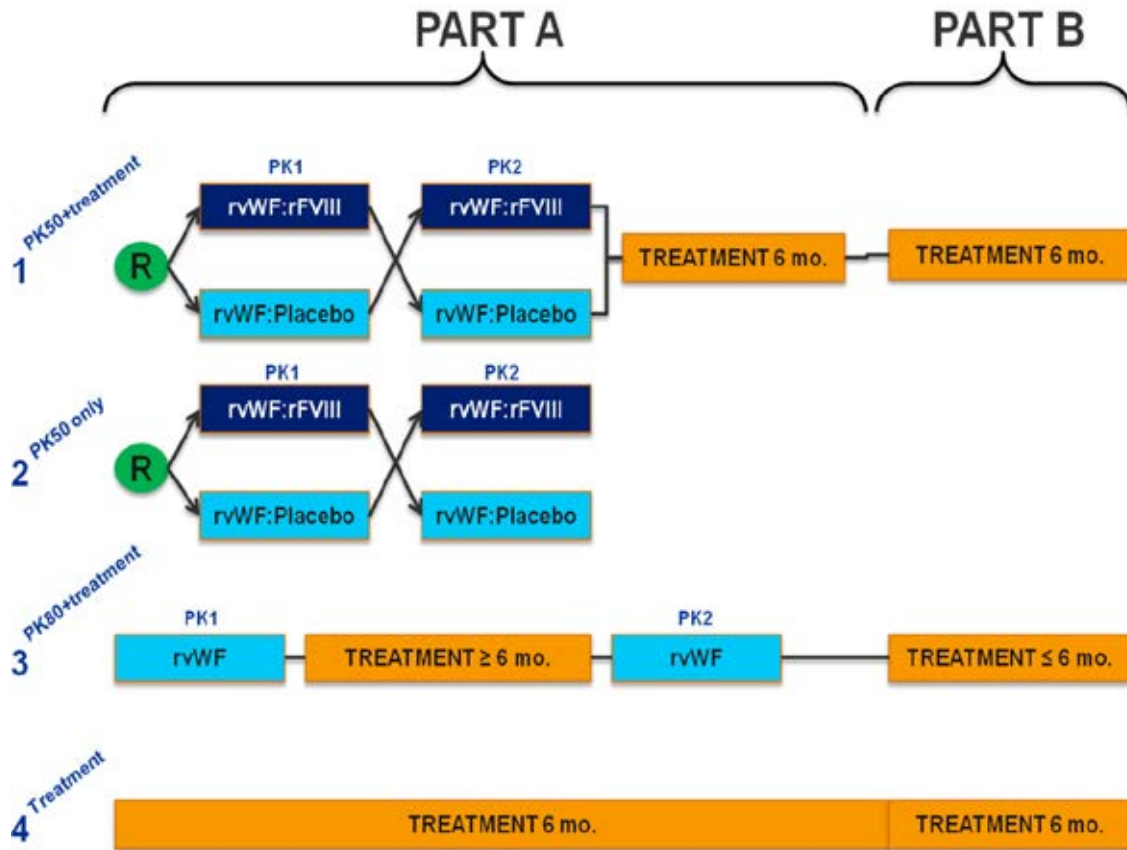 PART A
PART B
1 PK50+treatment
PK1
PK2
rvWF:rFVIII
rvWF:rFVIII
R
TREATMENT 6 mo.
TREATMENT 6 mo.
rvWF:Placebo
rvWF:Placebo
2 PK50 only
PK1
PK2
rvWF:rFVIII
rvWF:rFVIII
R
rvWF:Placebo
rvWF:Placebo
3 PK80+treatment
PK1
PK2
rvWF
TREATMENT ≥ 6 mo.
rvWF
TREATMENT ≤ 6 mo.
4 Treatment
TREATMENT 6 mo.
TREATMENT 6 mo.